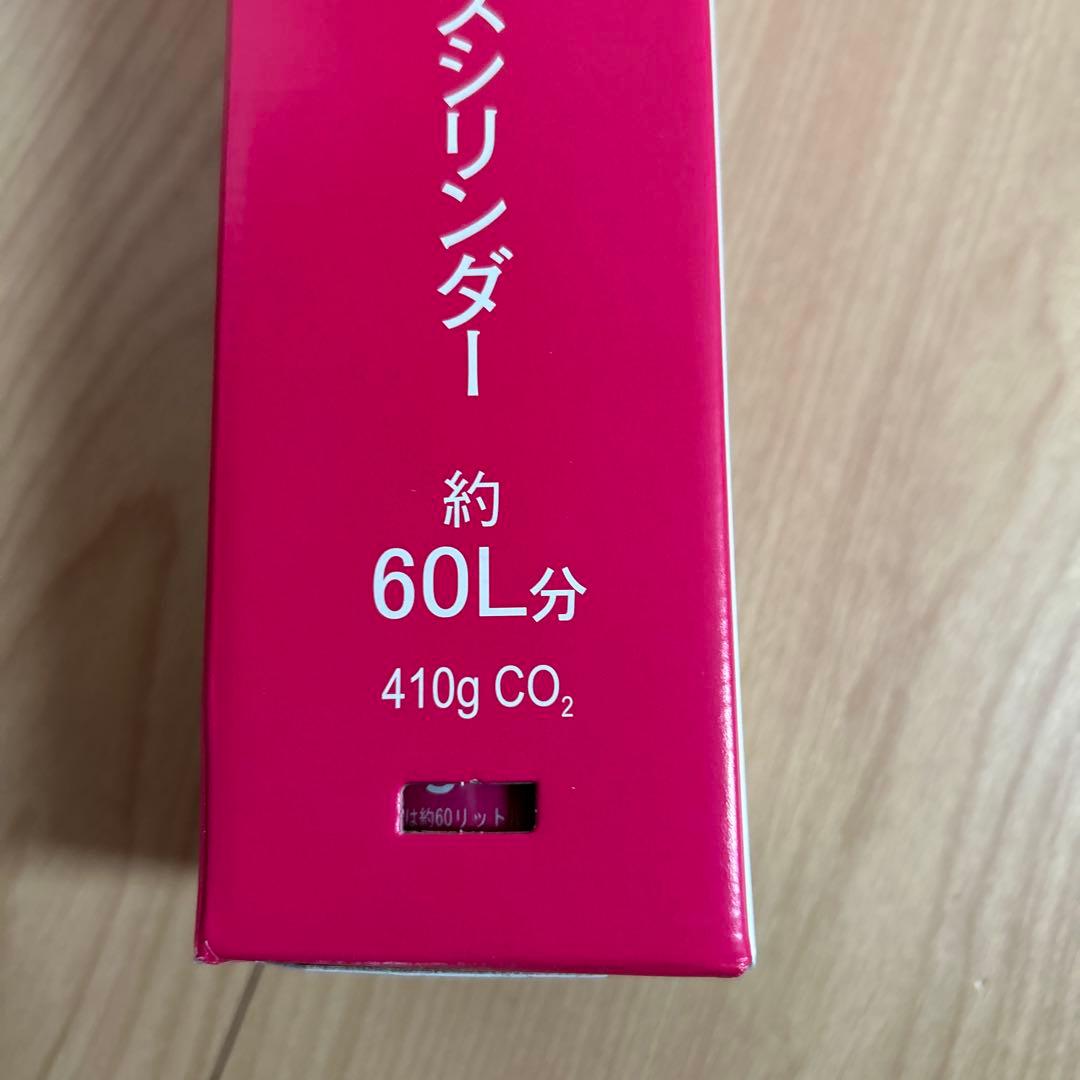 スシリンダー
約
60L分
410g CO₂
は約60リット